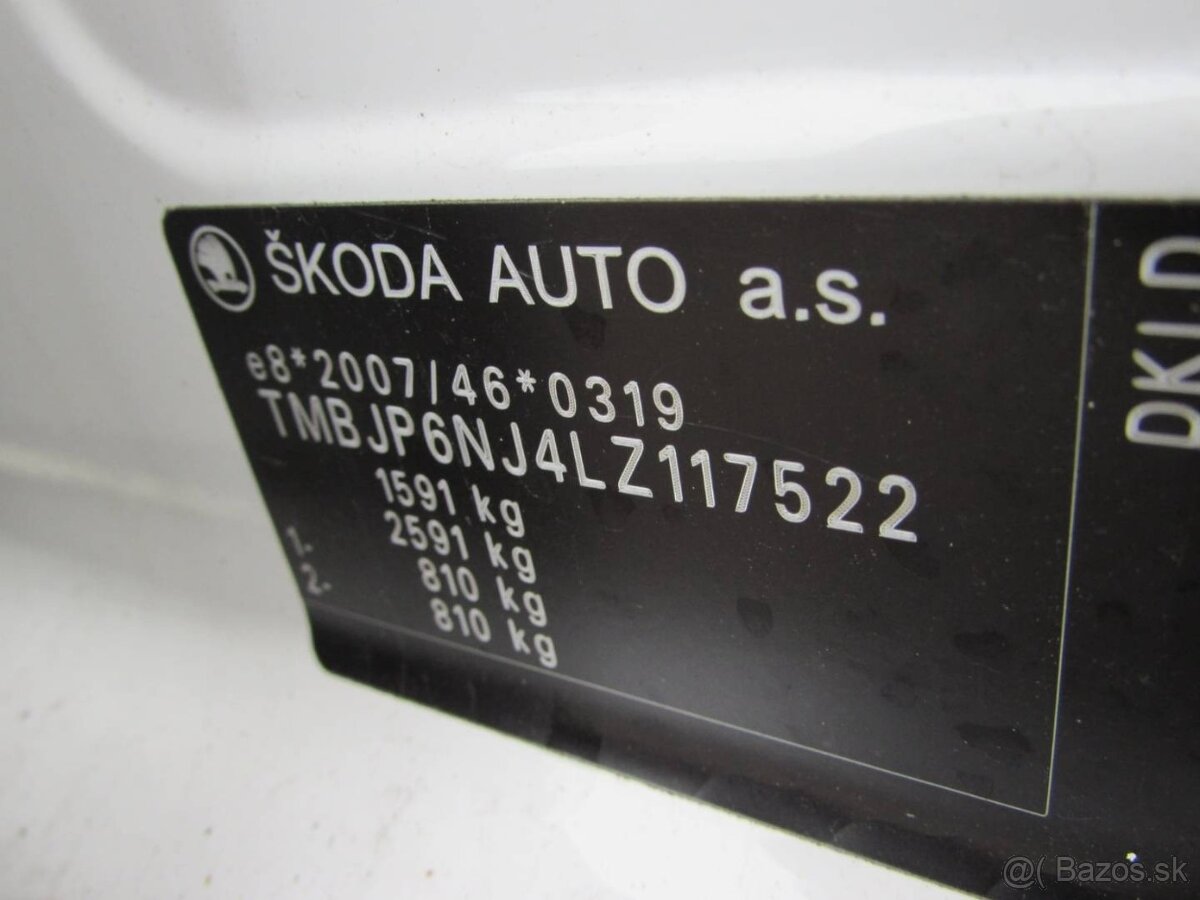 ŠKODA AUTO a.s.
e8*2007/46*0319
TMBJP6NJ4LZ117522
1591 kg
2591 kg
1- 810 kg
2- 810 kg
DKLD
@( Bazos.sk